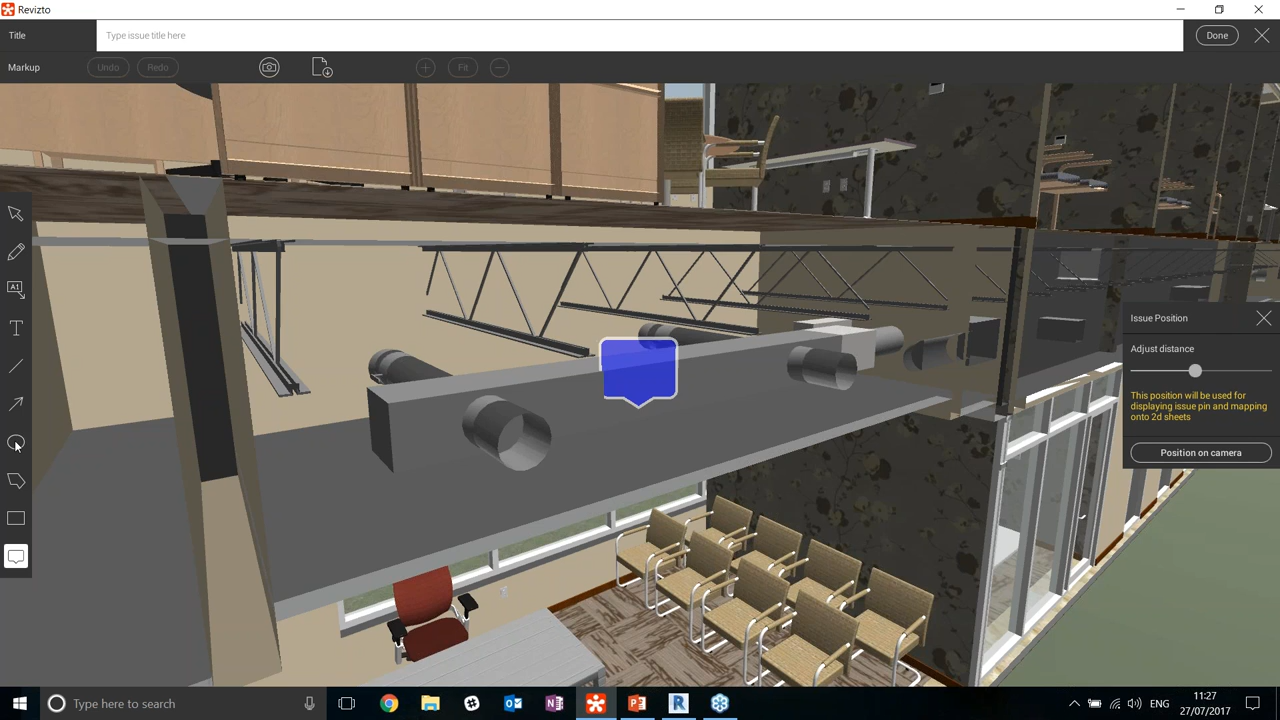 Revizto
Title
Type issue title here
Done
Markup
Undo
Redo
Fit
A1
T
Issue Position
Adjust distance
This position will be used for
displaying issue pin and mapping
onto 2d sheets
Position on camera
Type here to search
ENG
11:27
27/07/2017